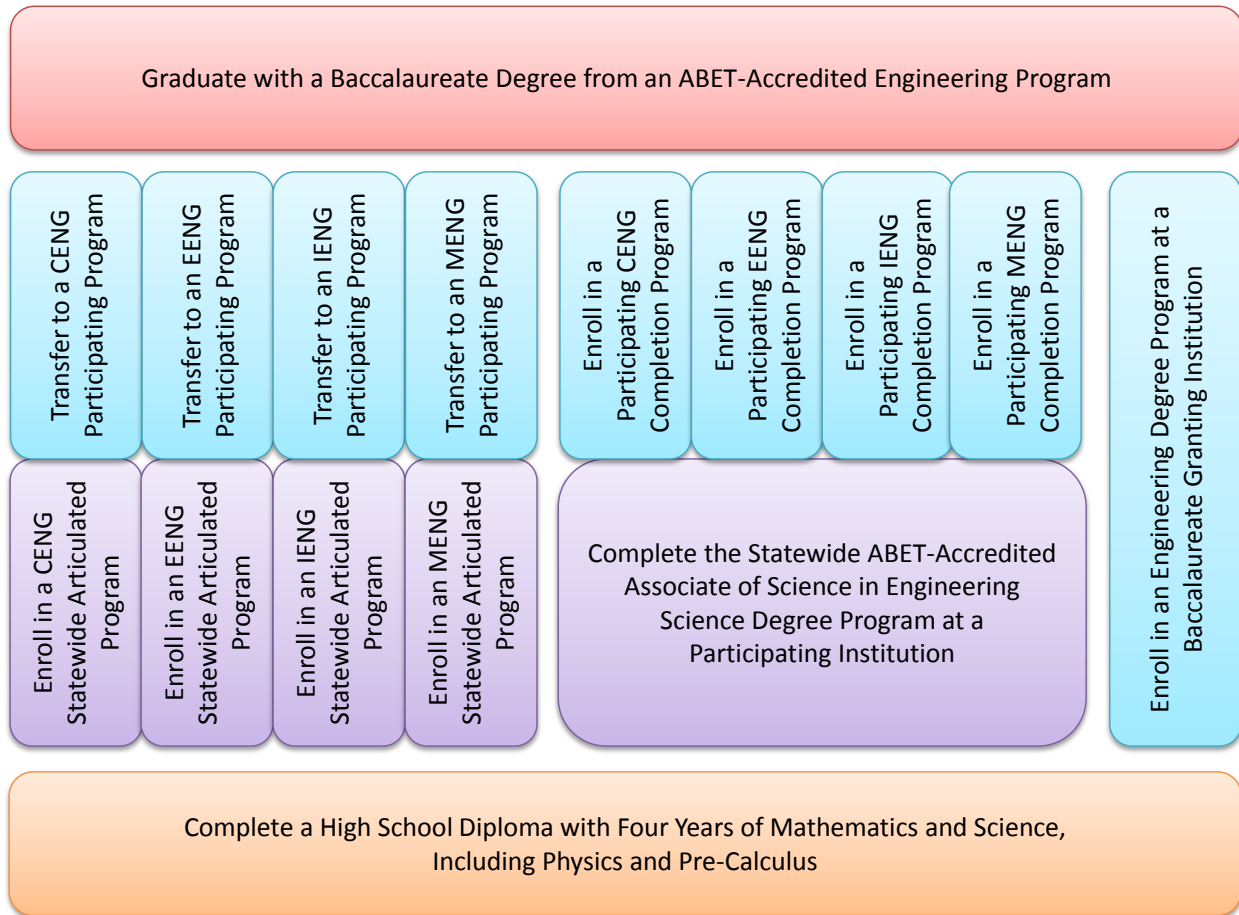 Graduate with a Baccalaureate Degree from an ABET-Accredited Engineering Program
Transfer to a CENG
Participating Program
Transfer to an EENG
Participating Program
Transfer to an IENG
Participating Program
Transfer to an MENG
Participating Program
Enroll in a
Participating CENG
Completion Program
Enroll in a
Participating EENG
Completion Program
Enroll in a
Participating IENG
Completion Program
Enroll in a
Participating MENG
Completion Program
Enroll in an Engineering Degree Program at a
Baccalaureate Granting Institution
Enroll in a CENG
Statewide Articulated
Program
Enroll in an EENG
Statewide Articulated
Program
Enroll in an IENG
Statewide Articulated
Program
Enroll in an MENG
Statewide Articulated
Program
Complete the Statewide ABET-Accredited
Associate of Science in Engineering
Science Degree Program at a
Participating Institution
Complete a High School Diploma with Four Years of Mathematics and Science,
Including Physics and Pre-Calculus